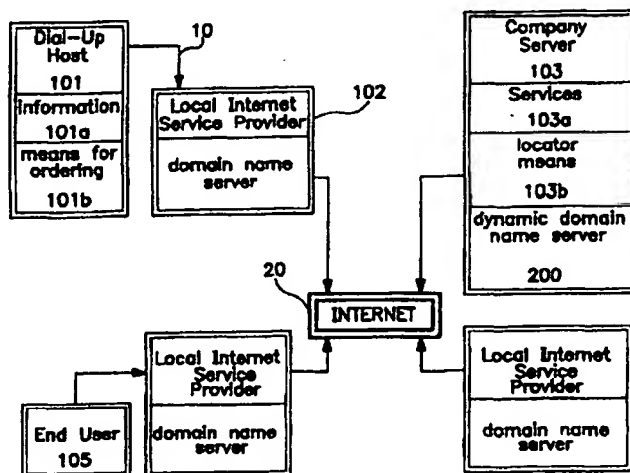 Dial-Up
Host
101
information
101a
means for
ordering
101b
10
Local Internet
Service Provider
domain name
server
102
Company
Server
103
Services
103a
locator
means
103b
dynamic domain
name server
200
20
INTERNET
End User
105
Local Internet
Service
Provider
domain name
server
Local Internet
Service
Provider
domain name
server